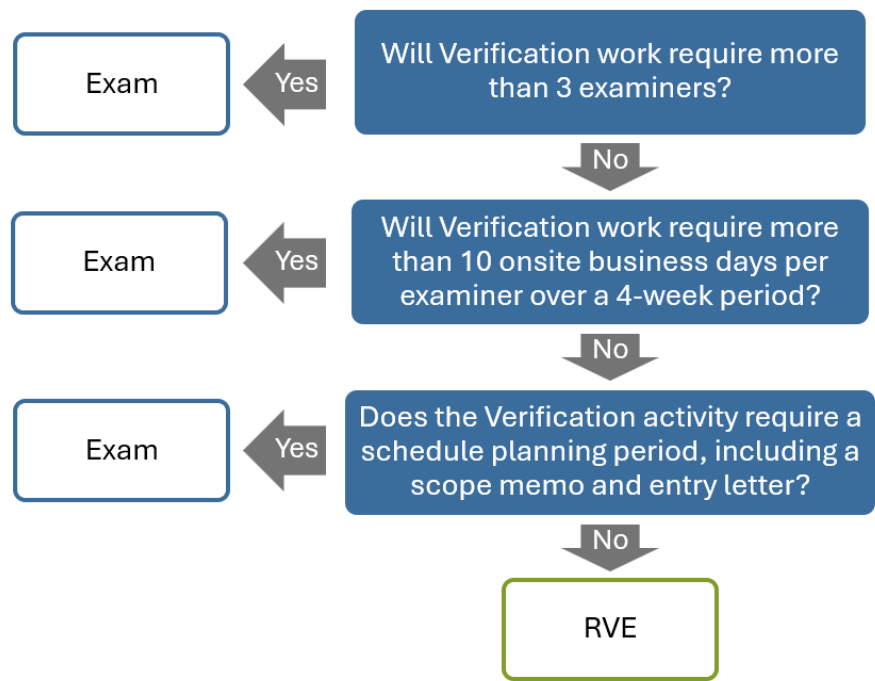 Will Verification work require more
than 3 examiners?
Yes
Exam
No
Will Verification work require more
than 10 onsite business days per
examiner over a 4-week period?
Yes
Exam
No
Does the Verification activity require a
schedule planning period, including a
scope memo and entry letter?
Yes
Exam
No
RVE